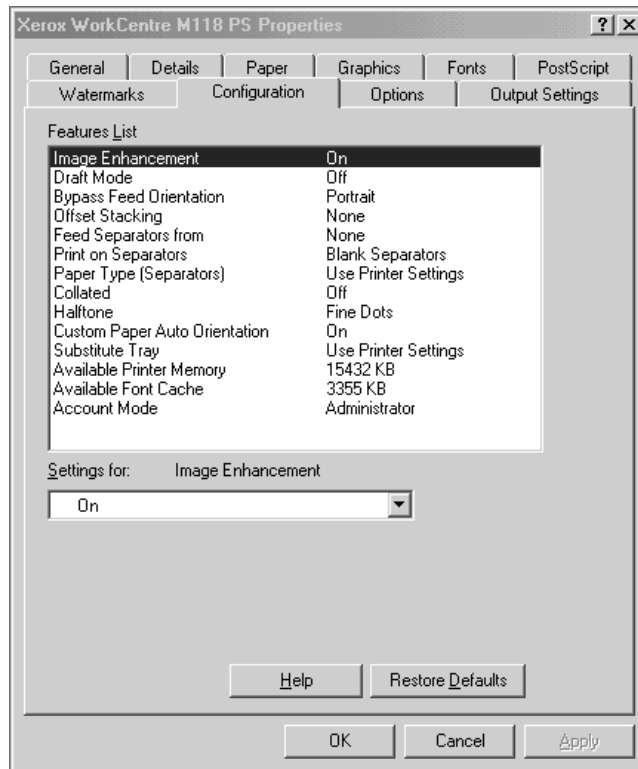 Xerox WorkCentre M118 PS Properties
General Details Paper Graphics Fonts PostScript
Watermarks Configuration Options Output Settings
Features List
Image Enhancement On
Draft Mode Off
Bypass Feed Orientation Portrait
Offset Stacking None
Feed Separators from None
Print on Separators Blank Separators
Paper Type (Separators) Use Printer Settings
Collated Off
Halftone Fine Dots
Custom Paper Auto Orientation On
Substitute Tray Use Printer Settings
Available Printer Memory 15432 KB
Available Font Cache 3355 KB
Account Mode Administrator
Settings for: Image Enhancement
On
Help Restore Defaults
OK Cancel Apply